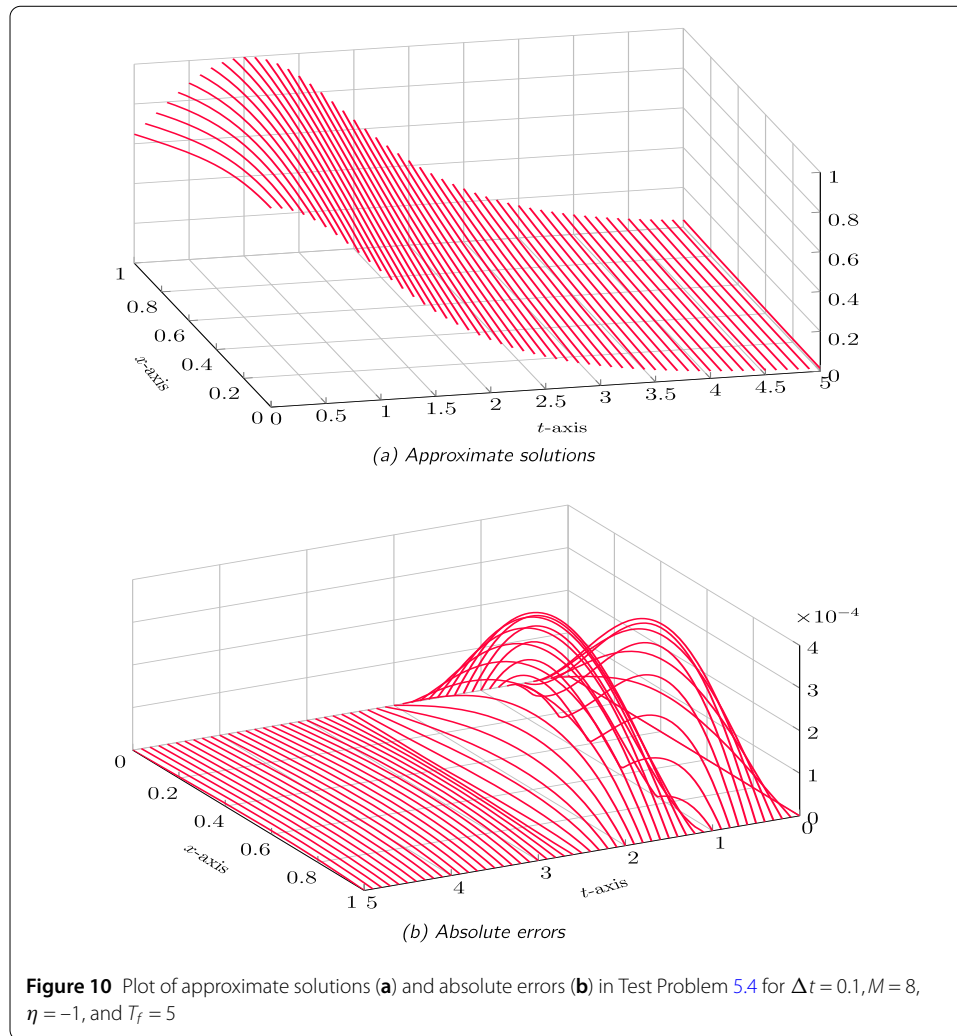 1
0.8
0.6
0.4
0.2
0
1
0.8
0.6
0.4
0.2
0
x-axis
0 0.5 1 1.5 2 2.5 3 3.5 4 4.5 5
t-axis
(a) Approximate solutions
×10⁻⁴
4
3
2
1
0
0
0.2
0.4
0.6
0.8
1
x-axis
5 4 3 2 1 0
t-axis
(b) Absolute errors
Figure 10 Plot of approximate solutions (a) and absolute errors (b) in Test Problem 5.4 for Δt = 0.1, M = 8,
η = –1, and T_f = 5